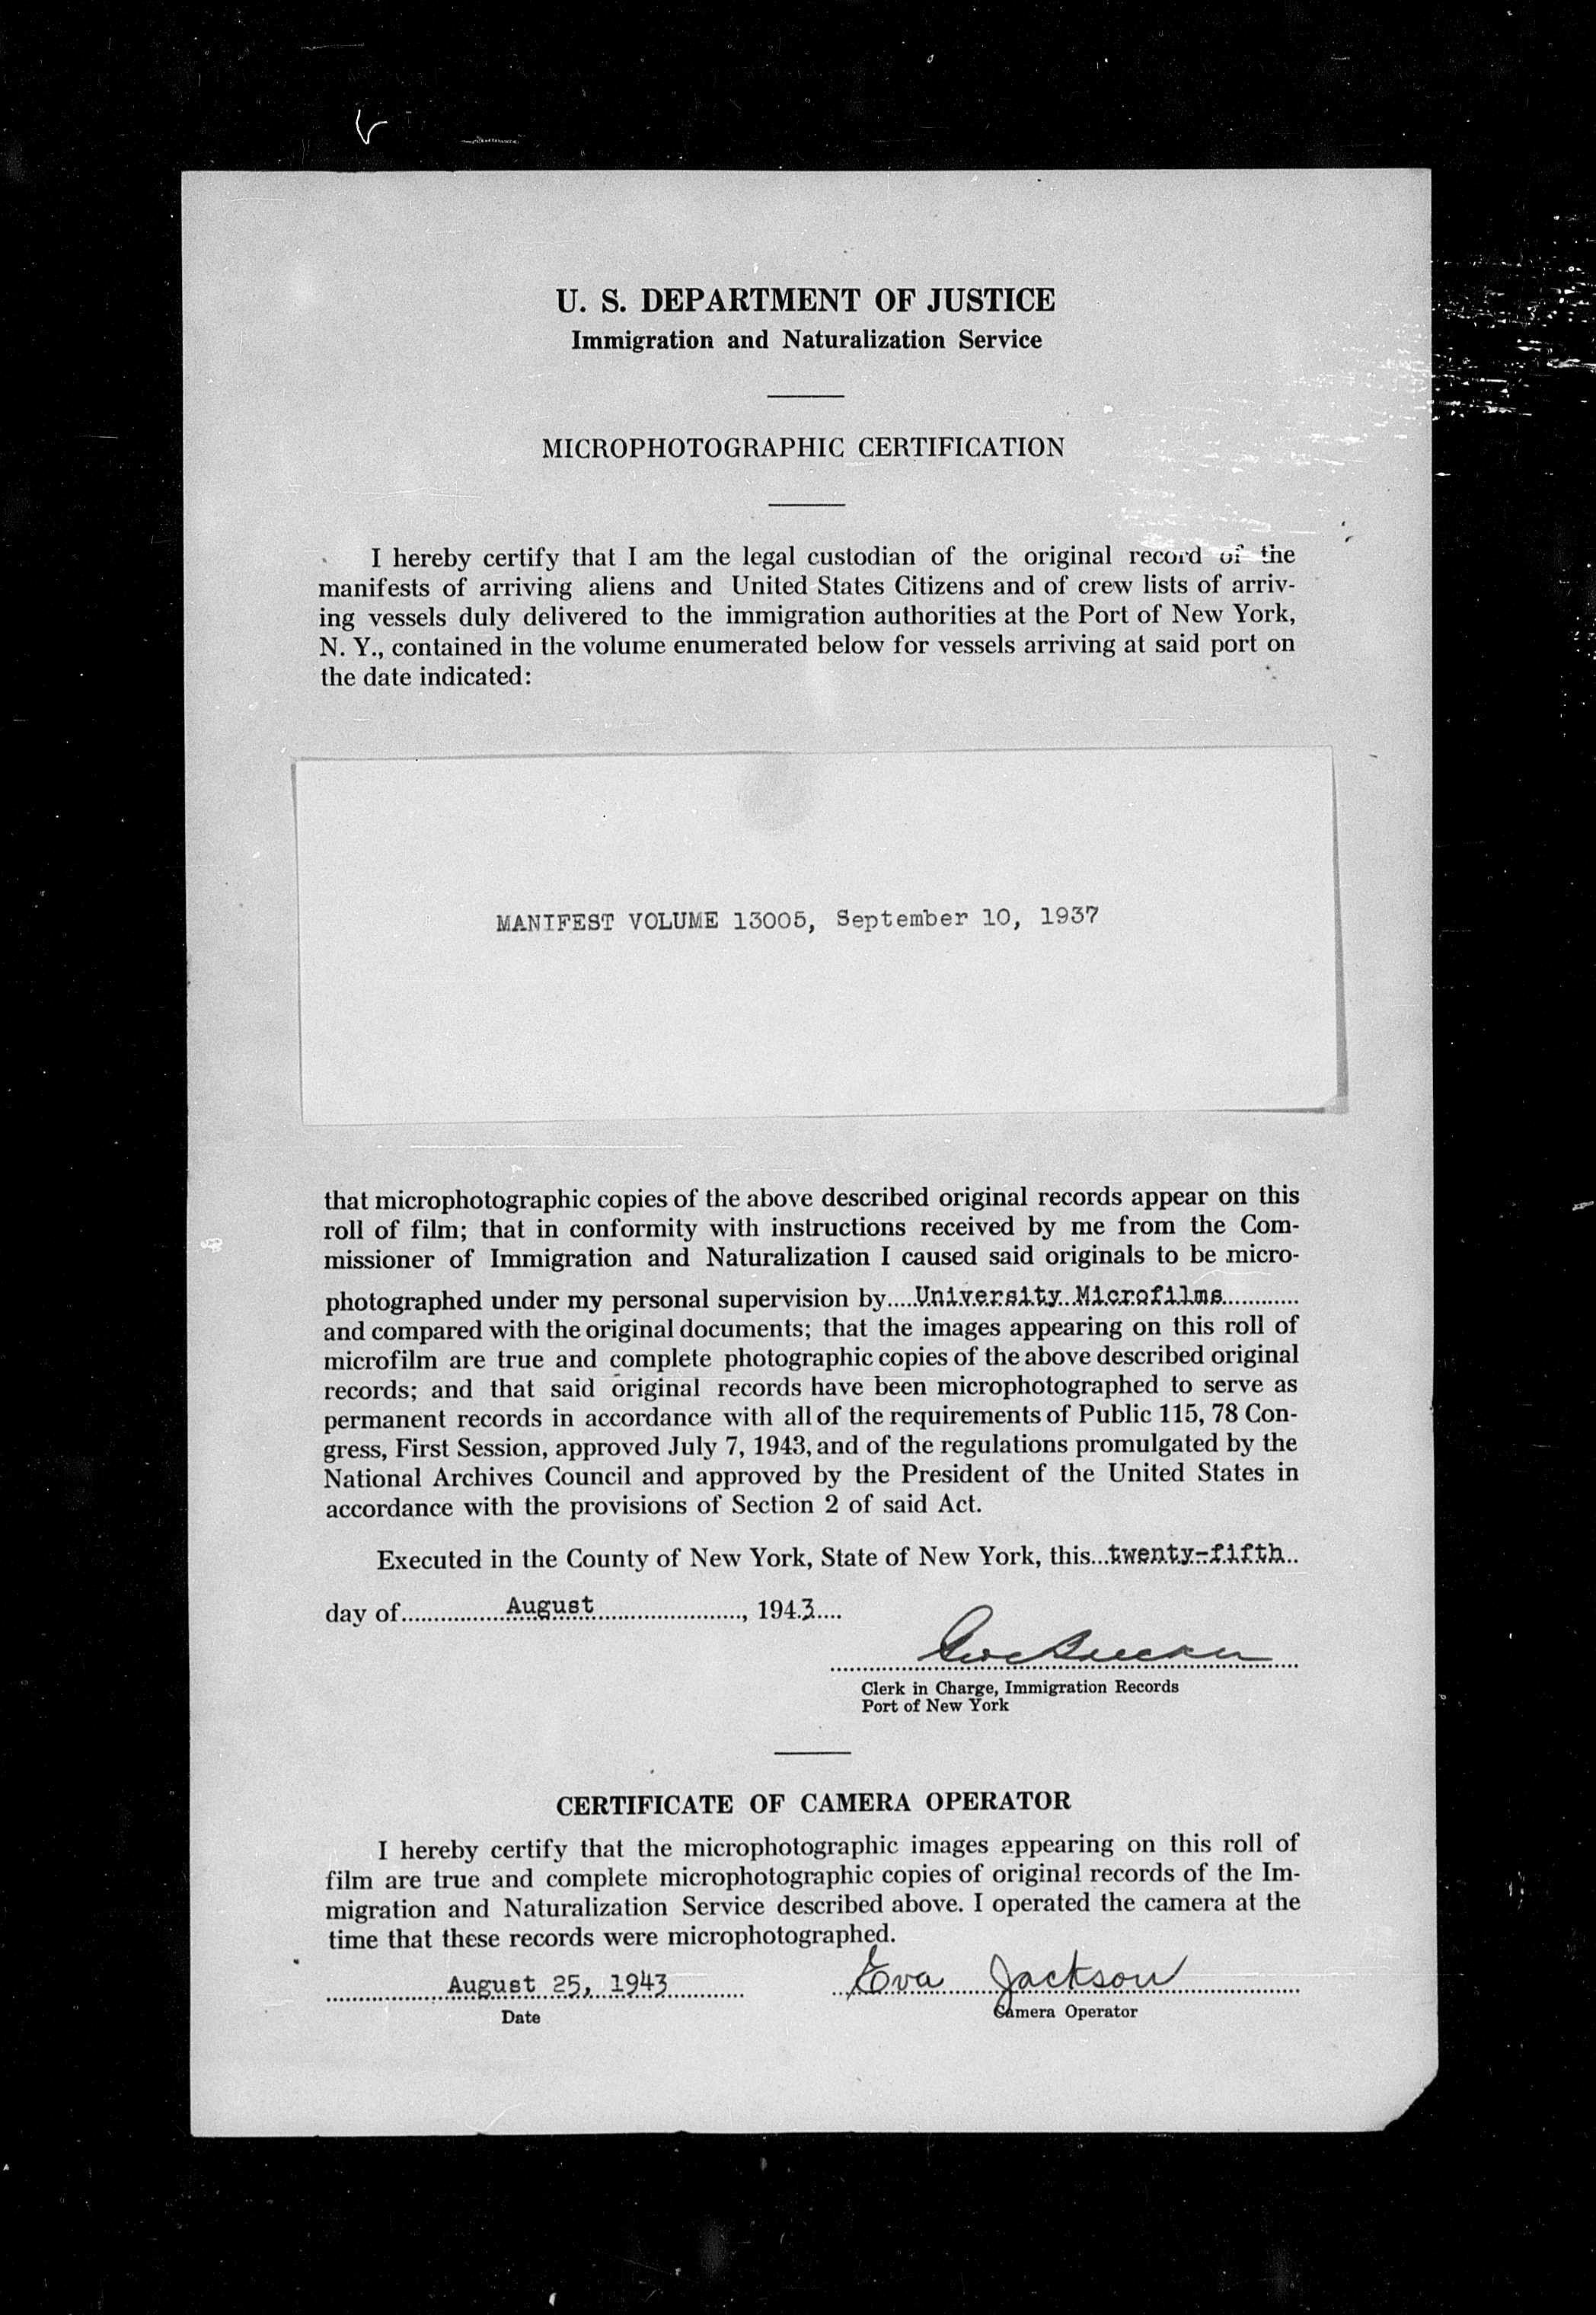 U. S. DEPARTMENT OF JUSTICE
Immigration and Naturalization Service
MICROPHOTOGRAPHIC CERTIFICATION
I hereby certify that I am the legal custodian of the original record of the
manifests of arriving aliens and United States Citizens and of crew lists of arriv-
ing vessels duly delivered to the immigration authorities at the Port of New York,
N. Y., contained in the volume enumerated below for vessels arriving at said port on
the date indicated:
MANIFEST VOLUME 13005, September 10, 1937
that microphotographic copies of the above described original records appear on this
roll of film; that in conformity with instructions received by me from the Com-
missioner of Immigration and Naturalization I caused said originals to be micro-
photographed under my personal supervision by....University Microfilms............
and compared with the original documents; that the images appearing on this roll of
microfilm are true and complete photographic copies of the above described original
records; and that said original records have been microphotographed to serve as
permanent records in accordance with all of the requirements of Public 115, 78 Con-
gress, First Session, approved July 7, 1943, and of the regulations promulgated by the
National Archives Council and approved by the President of the United States in
accordance with the provisions of Section 2 of said Act.
Executed in the County of New York, State of New York, this...twenty-fifth..
day of................August......................., 1943....
Clerk in Charge, Immigration Records
Port of New York
CERTIFICATE OF CAMERA OPERATOR
I hereby certify that the microphotographic images appearing on this roll of
film are true and complete microphotographic copies of original records of the Im-
migration and Naturalization Service described above. I operated the camera at the
time that these records were microphotographed.
August 25, 1943 Eva Jackson
Date Camera Operator